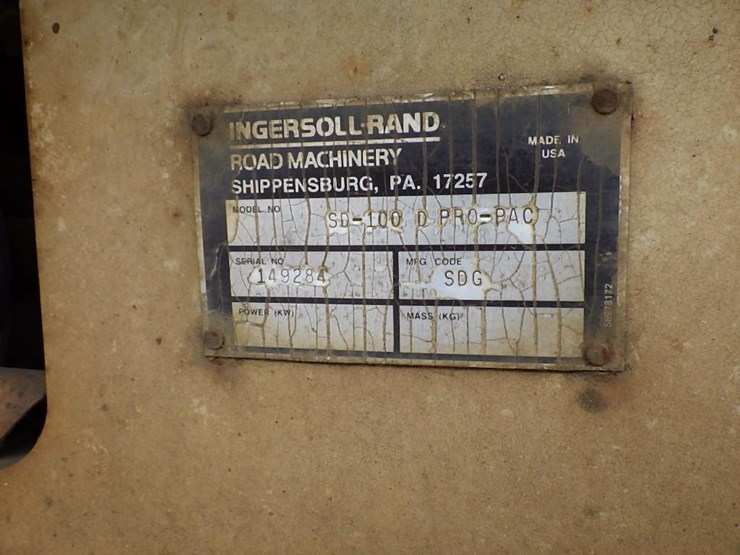 INGERSOLL-RAND
ROAD MACHINERY
MADE IN
USA
SHIPPENSBURG, PA. 17257
MODEL NO
SD-100 D PRO-PAC
SERIAL NO
149284
MFG CODE
SDG
POWER (KW)
MASS (KG)